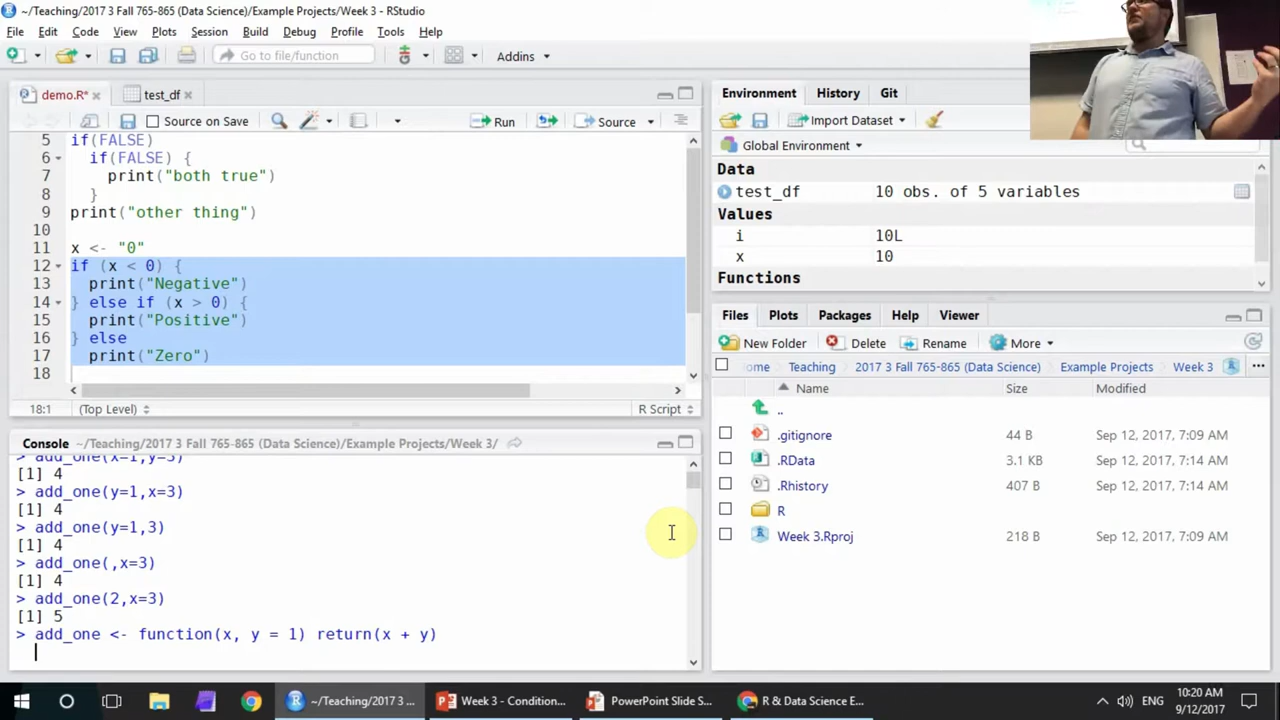 ~/Teaching/2017 3 Fall 765-865 (Data Science)/Example Projects/Week 3 - RStudio
File Edit Code View Plots Session Build Debug Profile Tools Help
Go to file/function Addins
demo.R* test_df
Source on Save Run Source
5 if(FALSE)
6 if(FALSE) {
7 print("both true")
8 }
9 print("other thing")
10
11 x <- "0"
12 if (x < 0) {
13 print("Negative")
14 } else if (x > 0) {
15 print("Positive")
16 } else
17 print("Zero")
18
18:1 (Top Level) R Script
Console ~/Teaching/2017 3 Fall 765-865 (Data Science)/Example Projects/Week 3/
> add_one(x=1,y=3)
[1] 4
> add_one(y=1,x=3)
[1] 4
> add_one(y=1,3)
[1] 4
> add_one(,x=3)
[1] 4
> add_one(2,x=3)
[1] 5
> add_one <- function(x, y = 1) return(x + y)
Environment History Git
Import Dataset
Global Environment
Data
test_df 10 obs. of 5 variables
Values
i 10L
x 10
Functions
Files Plots Packages Help Viewer
New Folder Delete Rename More
ome Teaching 2017 3 Fall 765-865 (Data Science) Example Projects Week 3 ...
Name Size Modified
..
.gitignore 44 B Sep 12, 2017, 7:09 AM
.RData 3.1 KB Sep 12, 2017, 7:14 AM
.Rhistory 407 B Sep 12, 2017, 7:14 AM
R
Week 3.Rproj 218 B Sep 12, 2017, 7:09 AM
~/Teaching/2017 3 ... Week 3 - Condition... PowerPoint Slide S... R & Data Science E... ENG 10:20 AM
9/12/2017